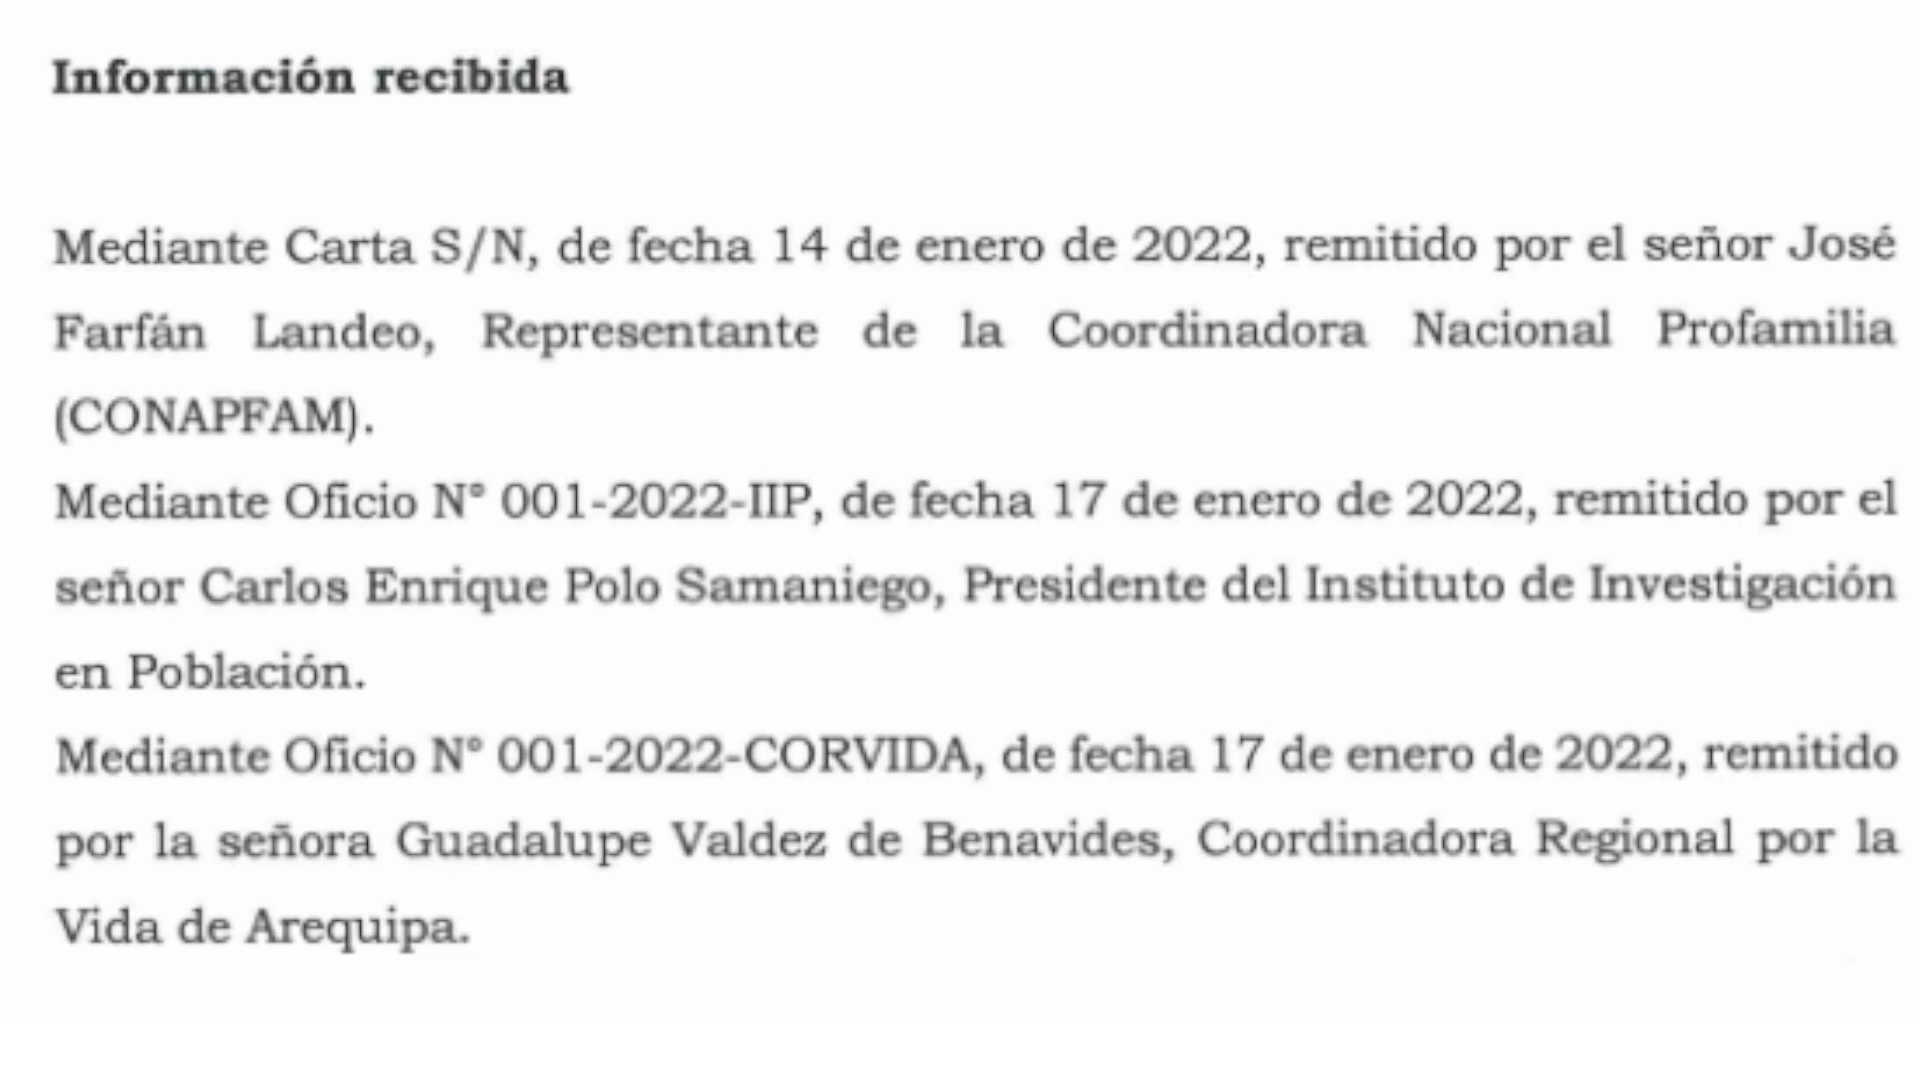 Información recibida
Mediante Carta S/N, de fecha 14 de enero de 2022, remitido por el señor José
Farfán Landeo, Representante de la Coordinadora Nacional Profamilia
(CONAPFAM).
Mediante Oficio N° 001-2022-IIP, de fecha 17 de enero de 2022, remitido por el
señor Carlos Enrique Polo Samaniego, Presidente del Instituto de Investigación
en Población.
Mediante Oficio N° 001-2022-CORVIDA, de fecha 17 de enero de 2022, remitido
por la señora Guadalupe Valdez de Benavides, Coordinadora Regional por la
Vida de Arequipa.